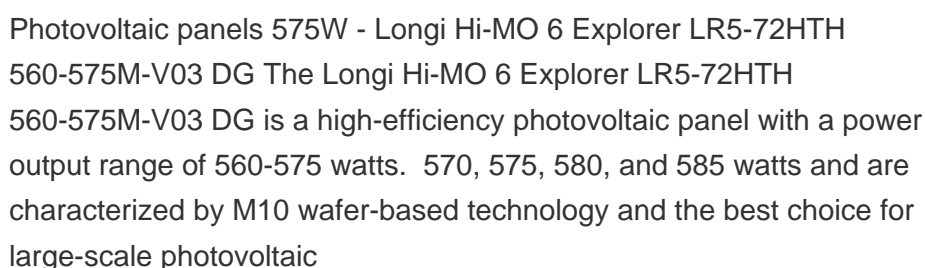 Photovoltaic panels 575W - Longi Hi-MO 6 Explorer LR5-72HTH
560-575M-V03 DG The Longi Hi-MO 6 Explorer LR5-72HTH
560-575M-V03 DG is a high-efficiency photovoltaic panel with a power
output range of 560-575 watts.  570, 575, 580, and 585 watts and are
characterized by M10 wafer-based technology and the best choice for
large-scale photovoltaic